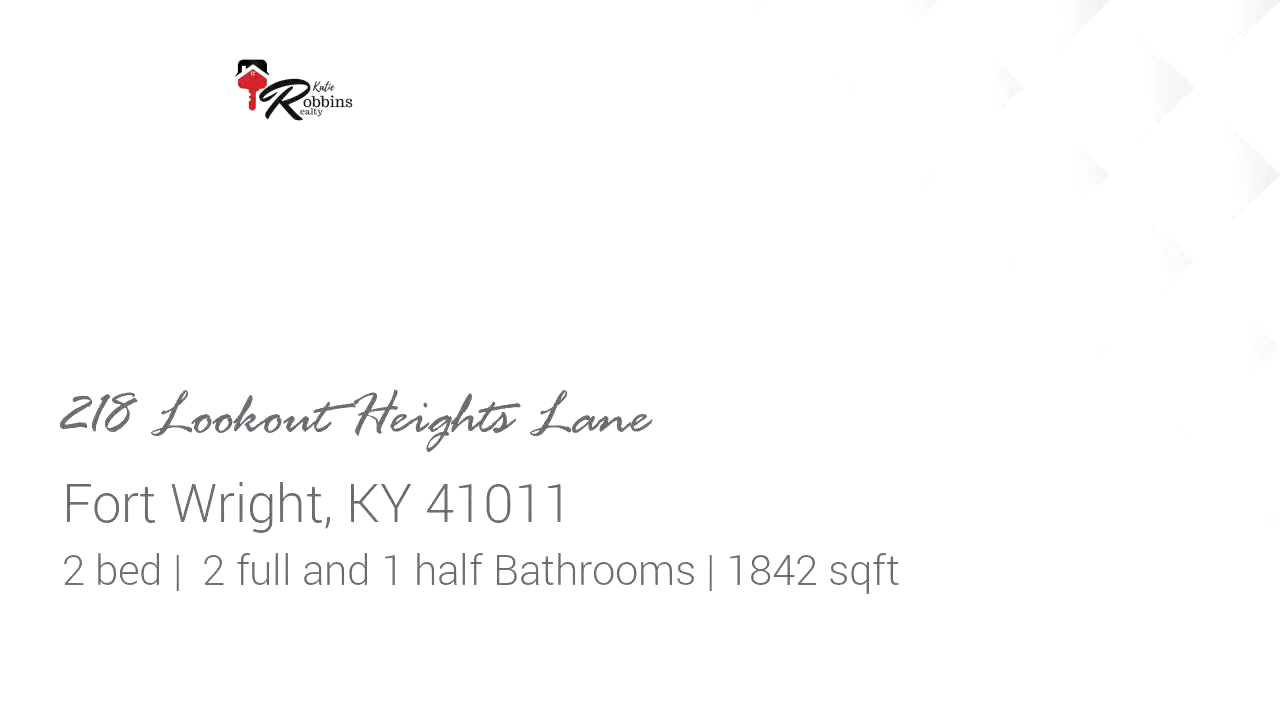 Katie
Robbins
Realty
218 Lookout Heights Lane
Fort Wright, KY 41011
2 bed | 2 full and 1 half Bathrooms | 1842 sqft